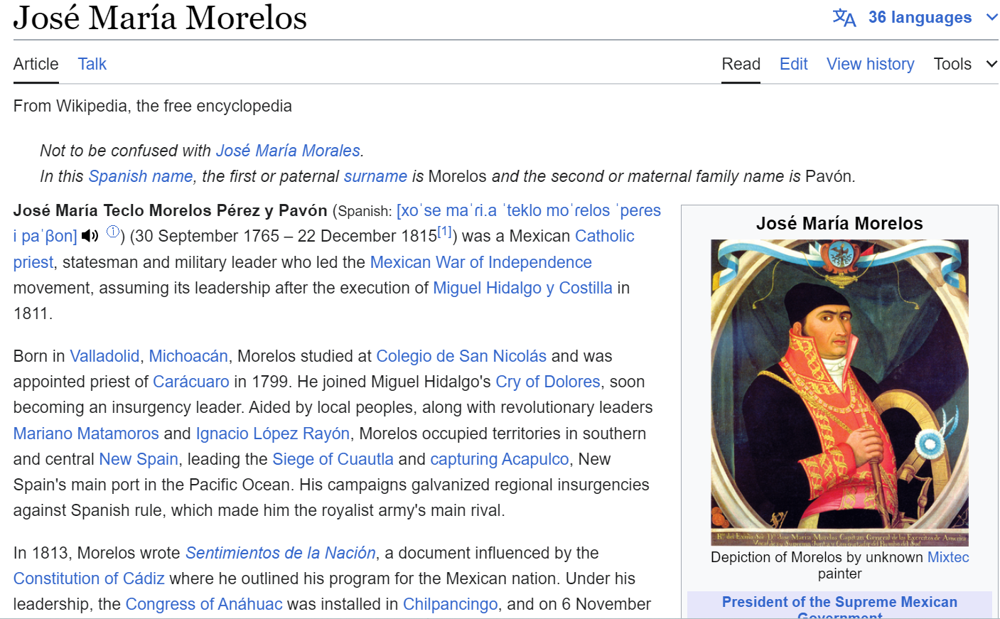 José María Morelos
36 languages
Article Talk
Read Edit View history Tools
From Wikipedia, the free encyclopedia
Not to be confused with José María Morales.
In this Spanish name, the first or paternal surname is Morelos and the second or maternal family name is Pavón.
José María Teclo Morelos Pérez y Pavón (Spanish: [xoˈse maˈɾi.a ˈteklo moˈɾelos ˈpeɾes
i paˈβon] ⓘ) (30 September 1765 – 22 December 1815[1]) was a Mexican Catholic
priest, statesman and military leader who led the Mexican War of Independence
movement, assuming its leadership after the execution of Miguel Hidalgo y Costilla in
1811.
Born in Valladolid, Michoacán, Morelos studied at Colegio de San Nicolás and was
appointed priest of Carácuaro in 1799. He joined Miguel Hidalgo's Cry of Dolores, soon
becoming an insurgency leader. Aided by local peoples, along with revolutionary leaders
Mariano Matamoros and Ignacio López Rayón, Morelos occupied territories in southern
and central New Spain, leading the Siege of Cuautla and capturing Acapulco, New
Spain's main port in the Pacific Ocean. His campaigns galvanized regional insurgencies
against Spanish rule, which made him the royalist army's main rival.
In 1813, Morelos wrote Sentimientos de la Nación, a document influenced by the
Constitution of Cádiz where he outlined his program for the Mexican nation. Under his
leadership, the Congress of Anáhuac was installed in Chilpancingo, and on 6 November
José María Morelos
Depiction of Morelos by unknown Mixtec
painter
President of the Supreme Mexican
Government